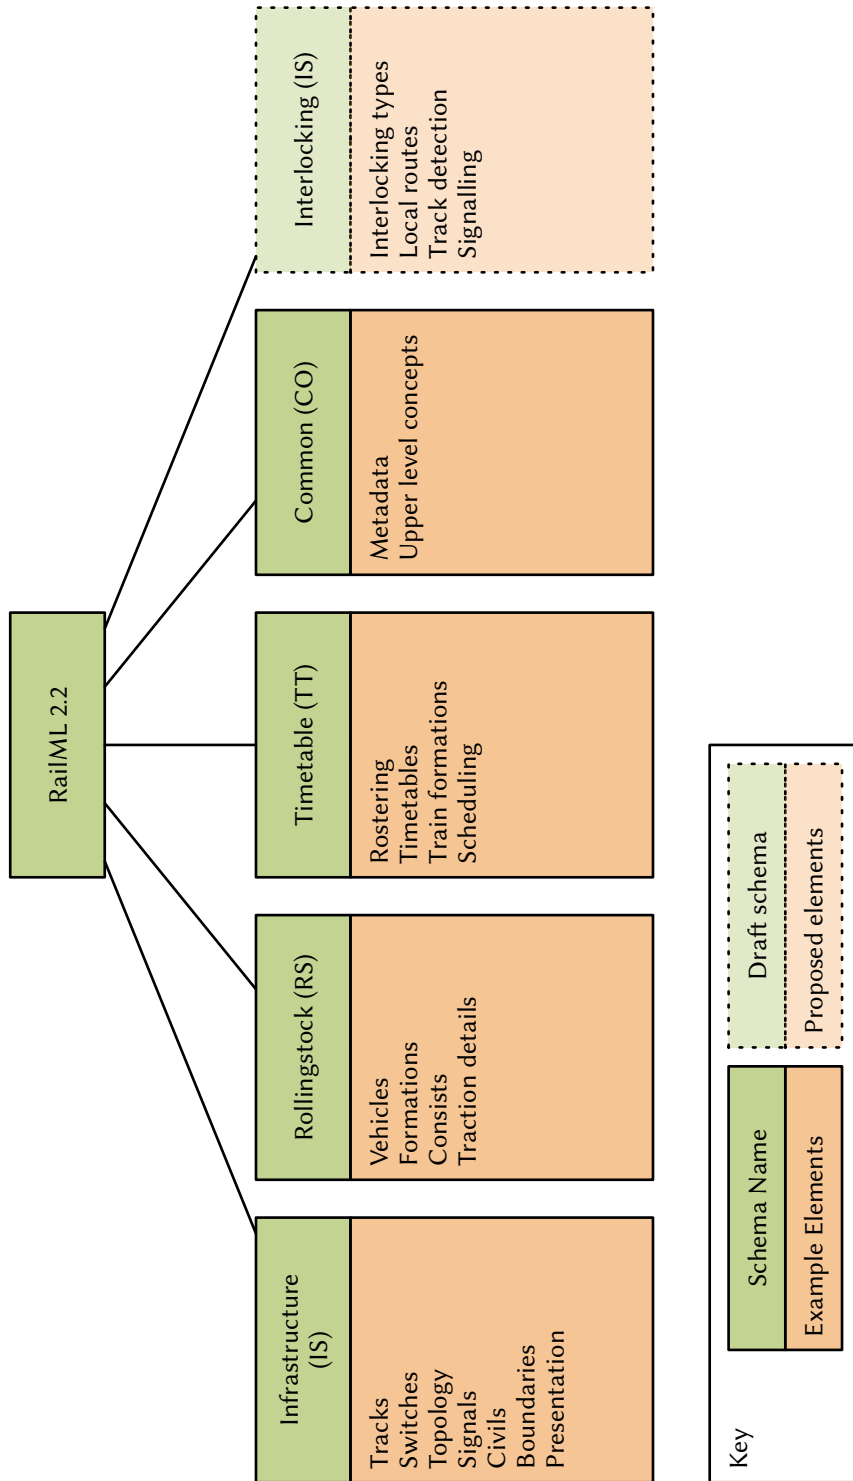 RailML 2.2
Infrastructure
(IS)
Tracks
Switches
Topology
Signals
Civils
Boundaries
Presentation
Rollingstock (RS)
Vehicles
Formations
Consists
Traction details
Timetable (TT)
Rostering
Timetables
Train formations
Scheduling
Common (CO)
Metadata
Upper level concepts
Interlocking (IS)
Interlocking types
Local routes
Track detection
Signalling
Key
Schema Name
Example Elements
Draft schema
Proposed elements